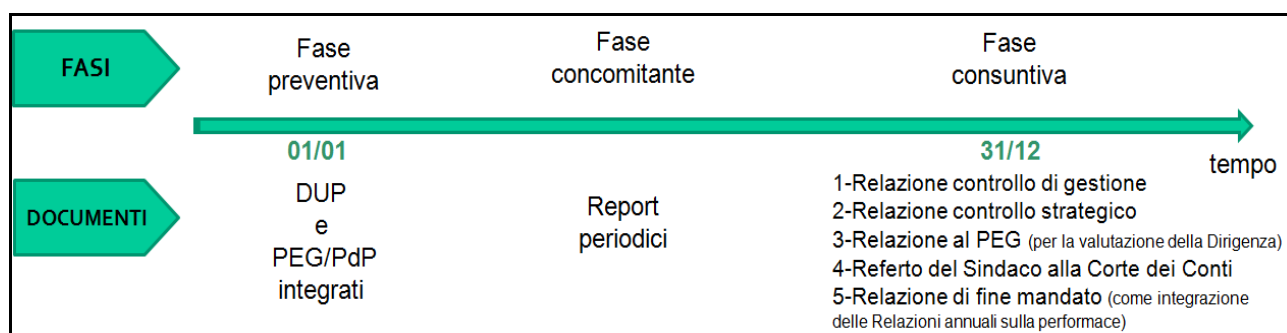 FASI
Fase
preventiva
Fase
concomitante
Fase
consuntiva
01/01
31/12
tempo
DOCUMENTI
DUP
e
PEG/PdP
integrati
Report
periodici
1-Relazione controllo di gestione
2-Relazione controllo strategico
3-Relazione al PEG (per la valutazione della Dirigenza)
4-Referto del Sindaco alla Corte dei Conti
5-Relazione di fine mandato (come integrazione
delle Relazioni annuali sulla performace)